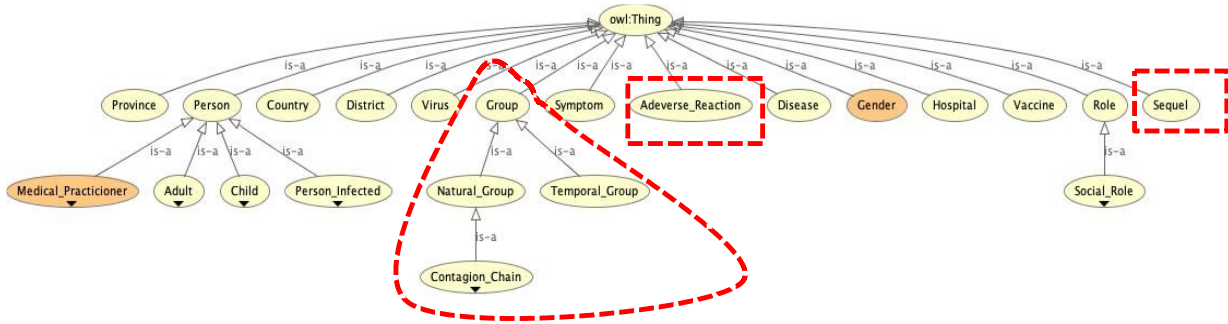 owl:Thing
is-a is-a is-a is-a is-a is-a is-a is-a is-a is-a is-a is-a is-a is-a
Province Person Country District Virus Group Symptom Adeverse_Reaction Disease Gender Hospital Vaccine Role Sequel
is-a is-a is-a is-a is-a is-a is-a
Medical_Practicioner Adult Child Person_Infected Natural_Group Temporal_Group Social_Role
is-a
Contagion_Chain